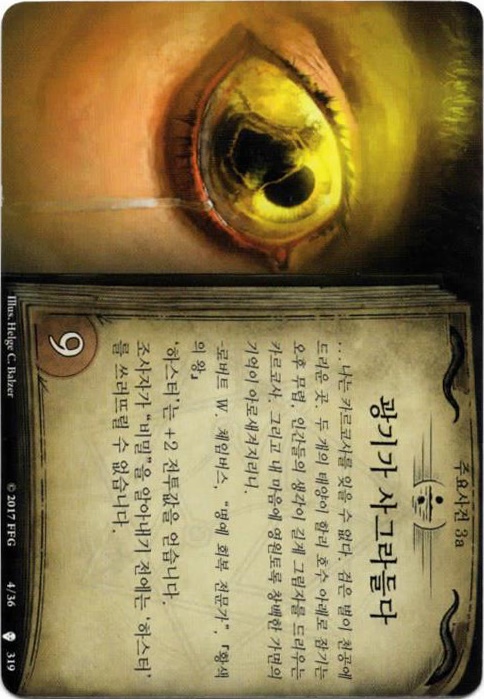 주요사건 3a
광기가 사그라들다
… 나는 카르코사를 잊을 수 없다. 검은 별이 천공에
드리운 곳. 두 개의 태양이 할리 호수 아래로 잠기는
오후 무렵, 인간들의 생각이 길게 그림자를 드리우는
카르코사. 그리고 내 마음에 영원토록 창백한 가면의
기억이 아로새겨지리니.
-로버트 W. 체임버스, “명예 회복 전문가”, 『황색
의 왕』
‘하스터’는 +2 전투값을 얻습니다.
조사자가 “비밀”을 알아내기 전에는 ‘하스터’
를 쓰러뜨릴 수 없습니다.
9
Illus. Helge C. Balzer
© 2017 FFG
4/36
319